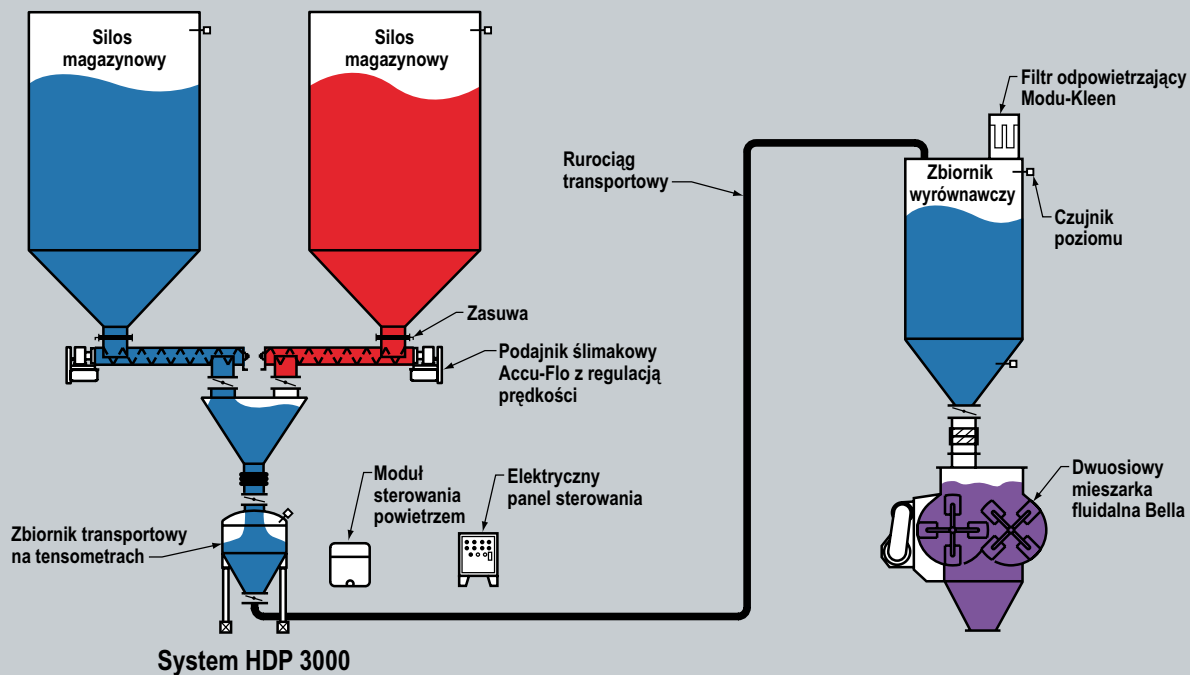 Silos
magazynowy
Silos
magazynowy
Filtr odpowietrzający
Modu-Kleen
Rurociąg
transportowy
Zbiornik
wyrównawczy
Czujnik
poziomu
Zasuwa
Podajnik ślimakowy
Accu-Flo z regulacją
prędkości
Moduł
sterowania
powietrzem
Elektryczny
panel sterowania
Dwuosiowy
mieszarka
fluidalna Bella
Zbiornik transportowy
na tensometrach
System HDP 3000